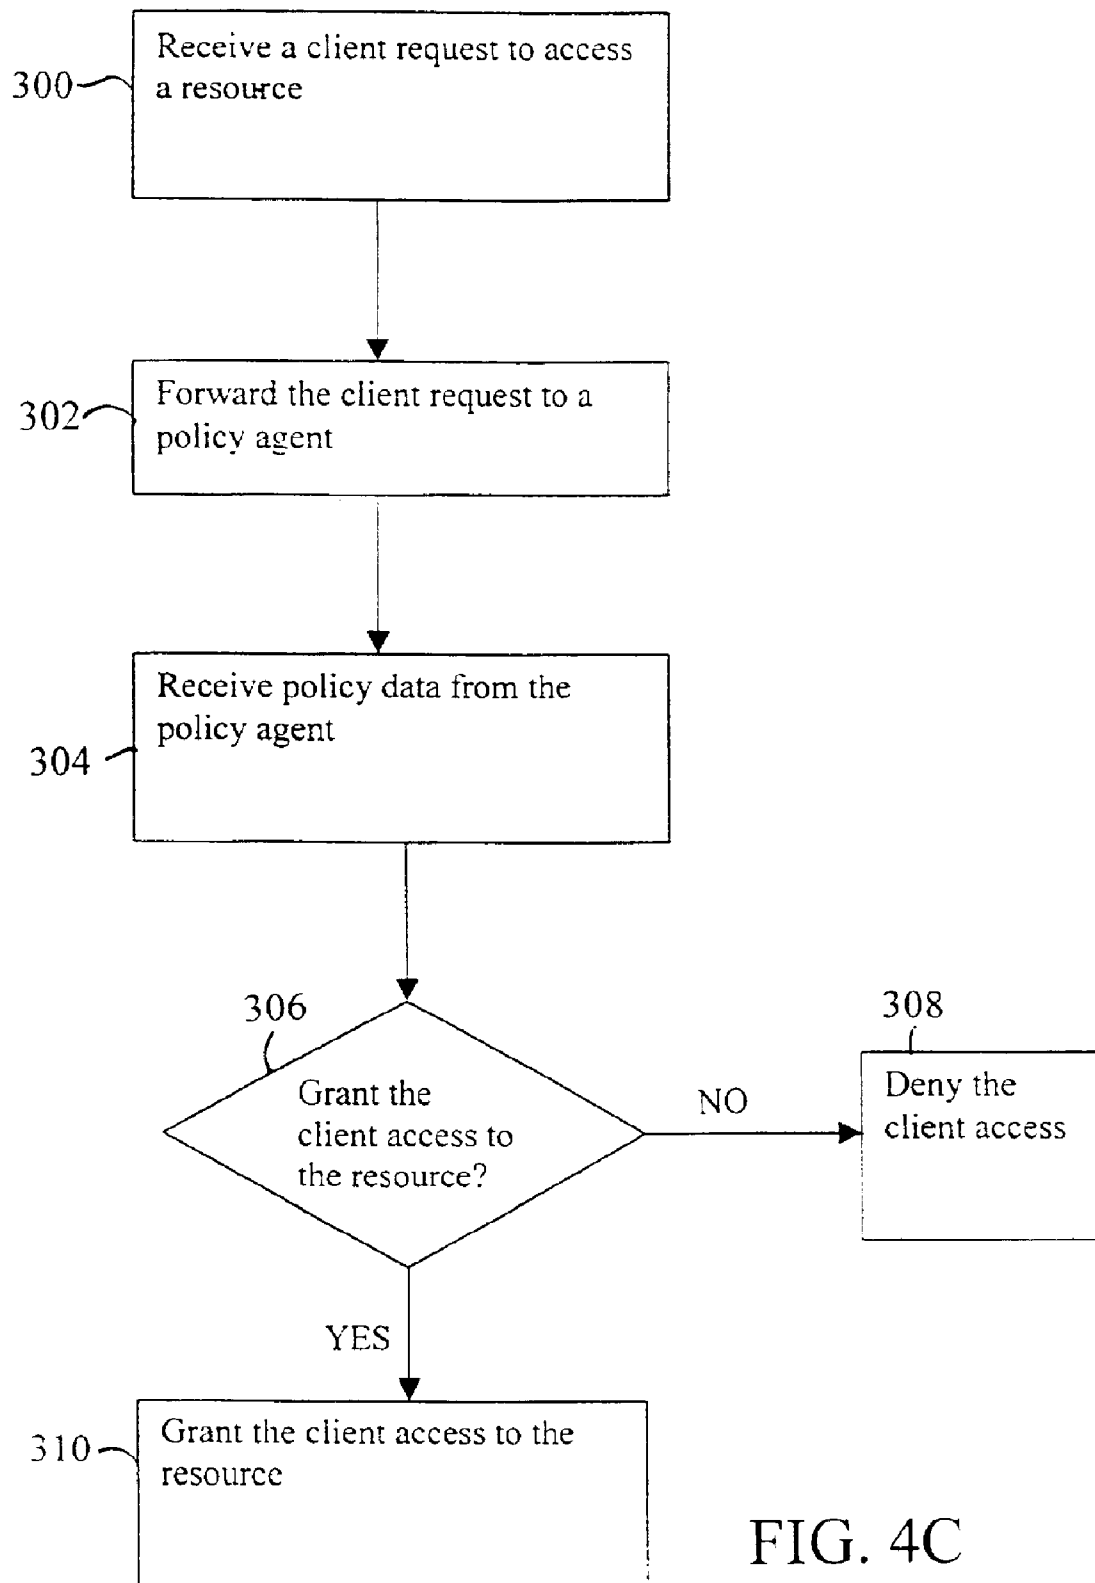 Receive a client request to access
a resource
300
Forward the client request to a
policy agent
302
Receive policy data from the
policy agent
304
306
Grant the
client access to
the resource?
NO
308
Deny the
client access
YES
Grant the client access to the
resource
310
FIG. 4C